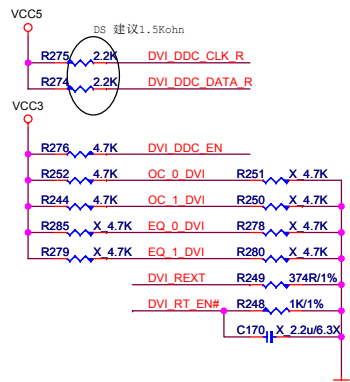 VCC5
DS 建议1.5Kohn
R275 2.2K DVI_DDC_CLK_R
R274 2.2K DVI_DDC_DATA_R
VCC3
R276 4.7K DVI_DDC_EN
R252 4.7K OC_0_DVI R251 X_4.7K
R244 4.7K OC_1_DVI R250 X_4.7K
R285 X_4.7K EQ_0_DVI R278 X_4.7K
R279 X_4.7K EQ_1_DVI R280 X_4.7K
DVI_REXT R249 374R/1%
DVI_RT_EN# R248 1K/1%
C170 X_2.2u/6.3X